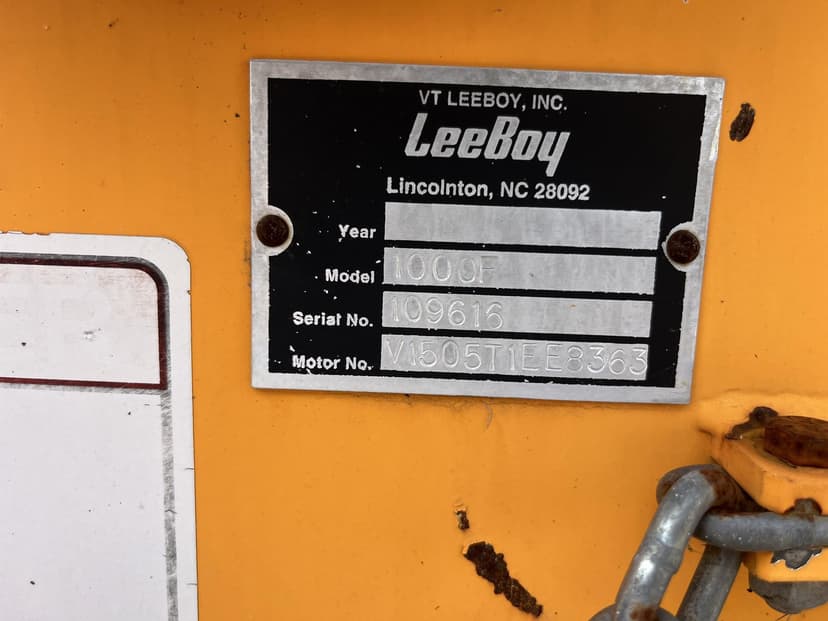 VT LEEBOY, INC.
LeeBoy
Lincolnton, NC 28092
Year
Model 1000F
Serial No. 109616
Motor No. V1505T1EE8363